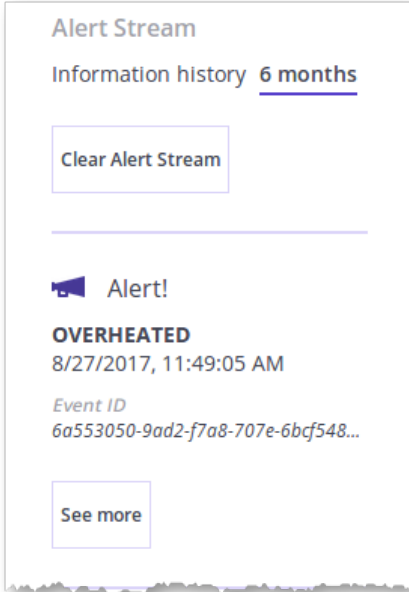 Alert Stream
Information history 6 months
Clear Alert Stream
Alert!
OVERHEATED
8/27/2017, 11:49:05 AM
Event ID
6a553050-9ad2-f7a8-707e-6bcf548...
See more